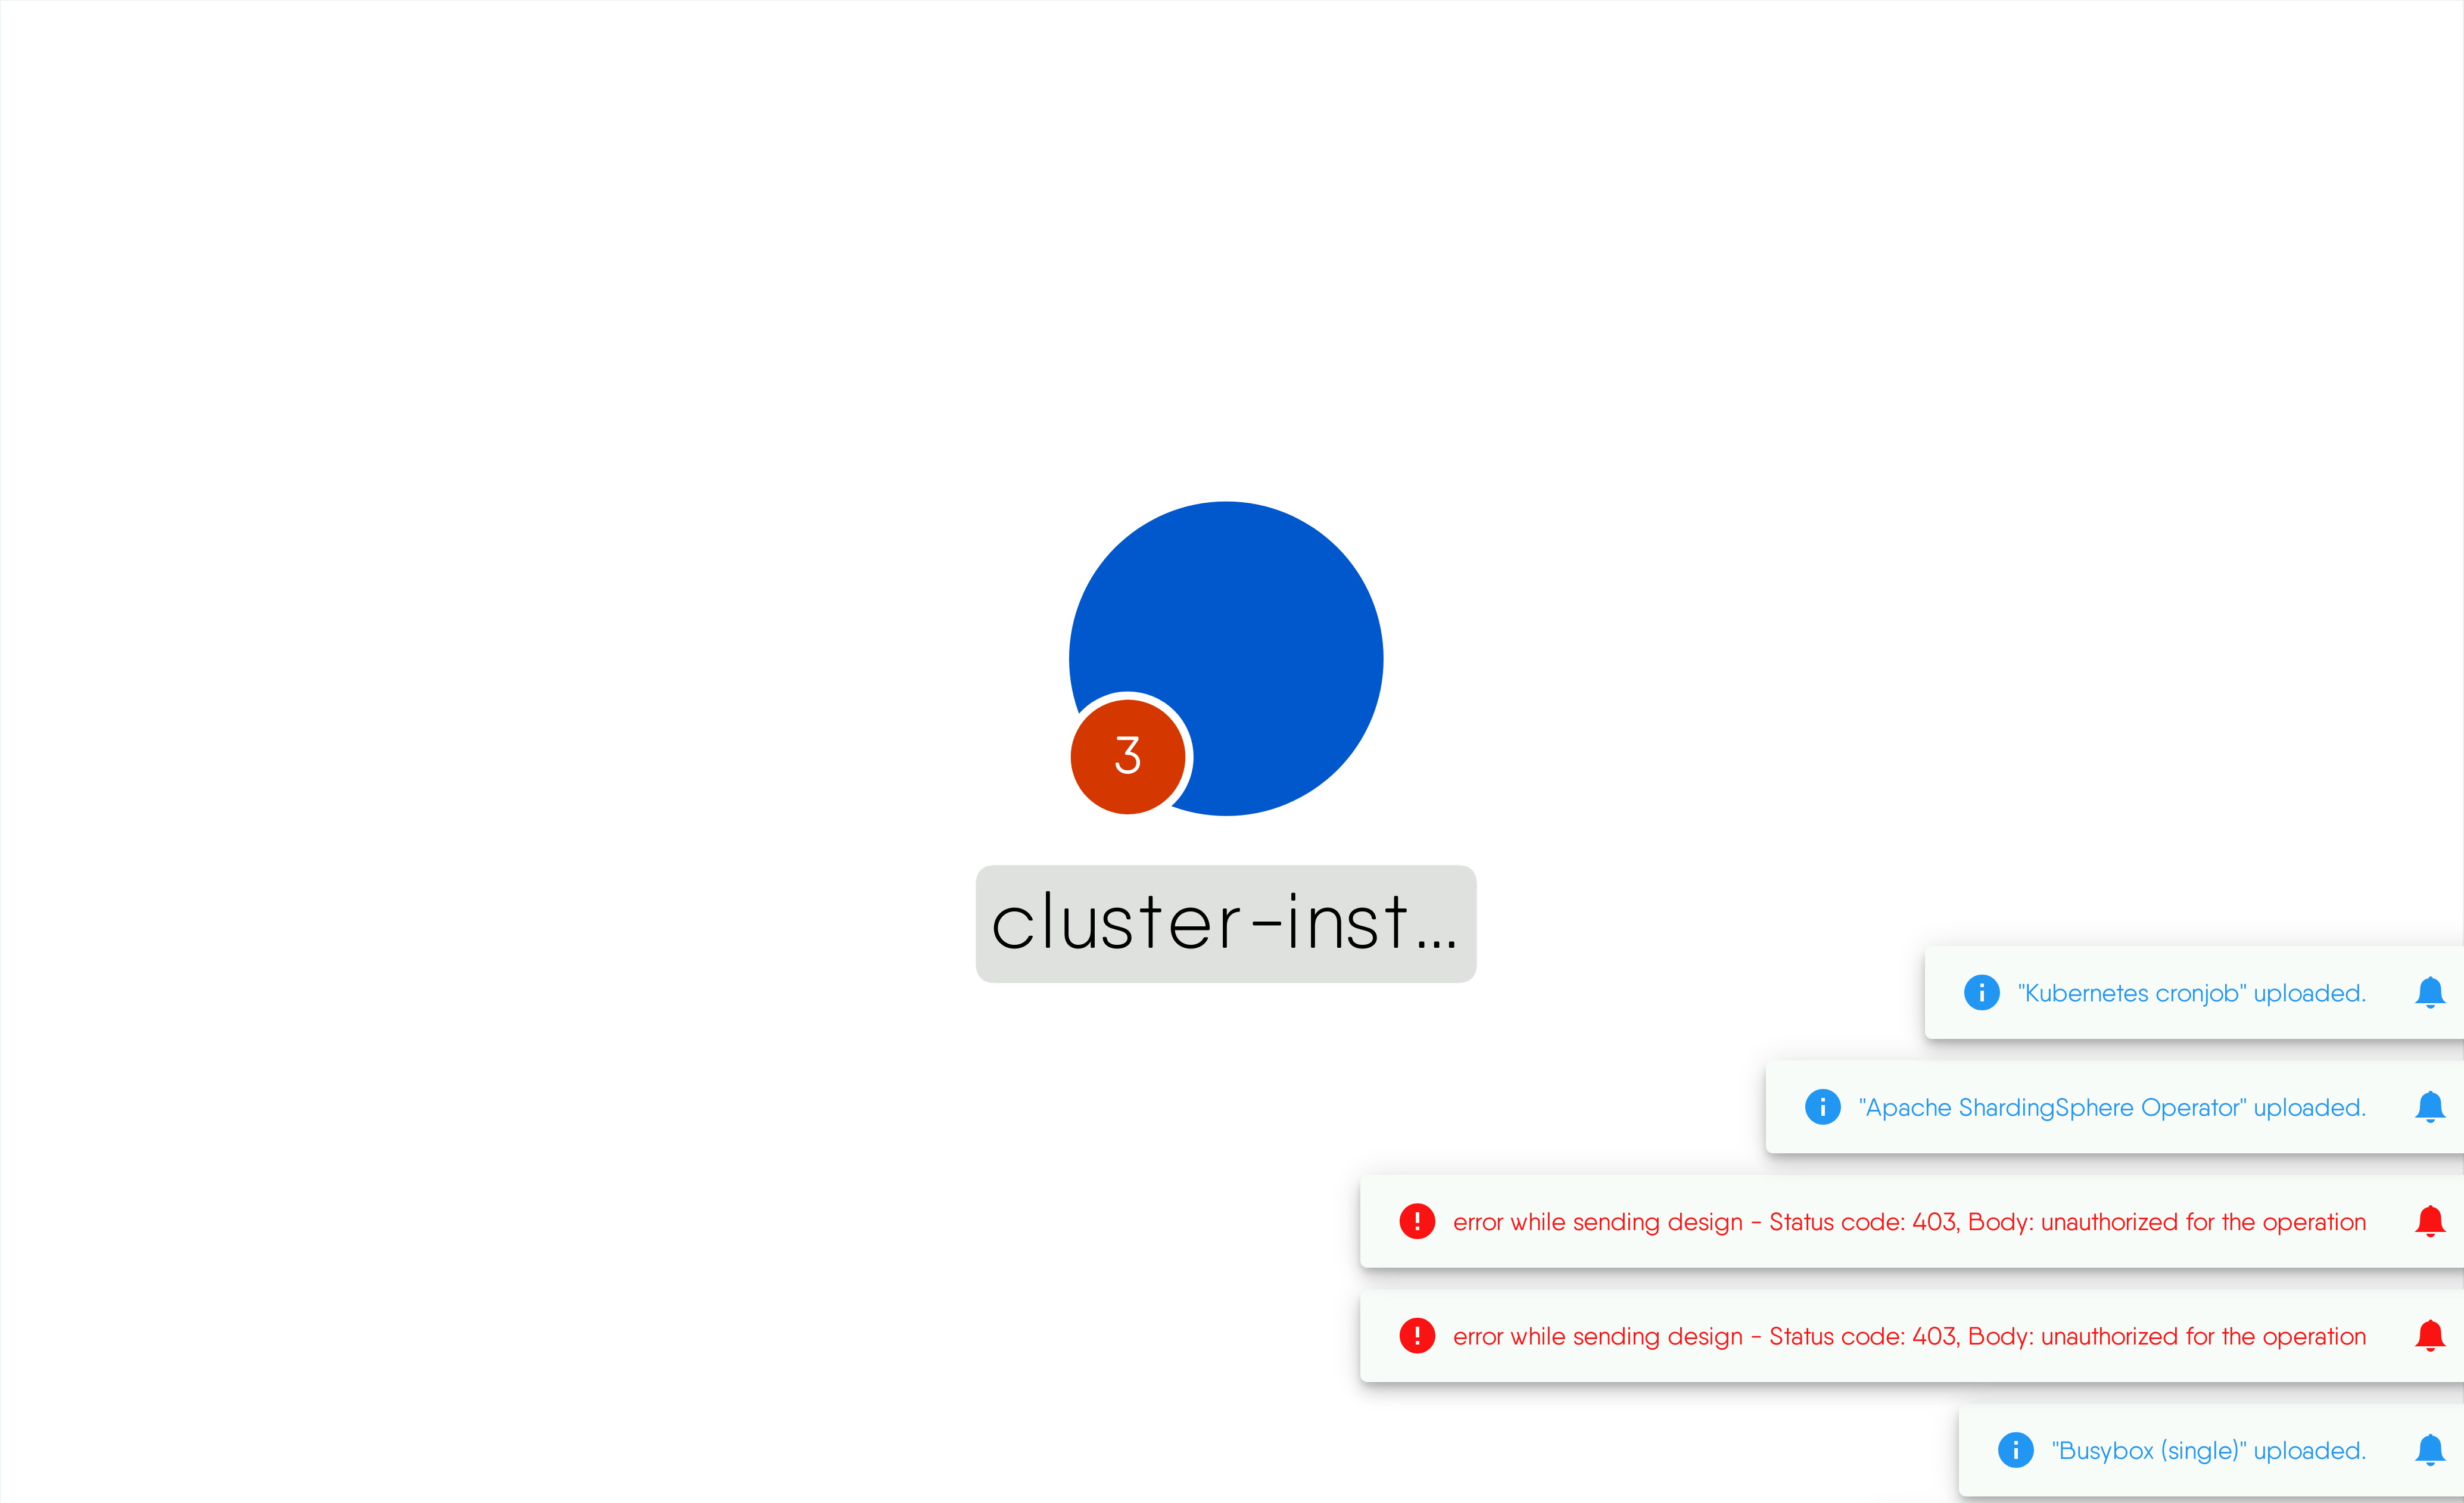 3
cluster-inst...
"Kubernetes cronjob" uploaded.
"Apache ShardingSphere Operator" uploaded.
error while sending design - Status code: 403, Body: unauthorized for the operation
error while sending design - Status code: 403, Body: unauthorized for the operation
"Busybox (single)" uploaded.